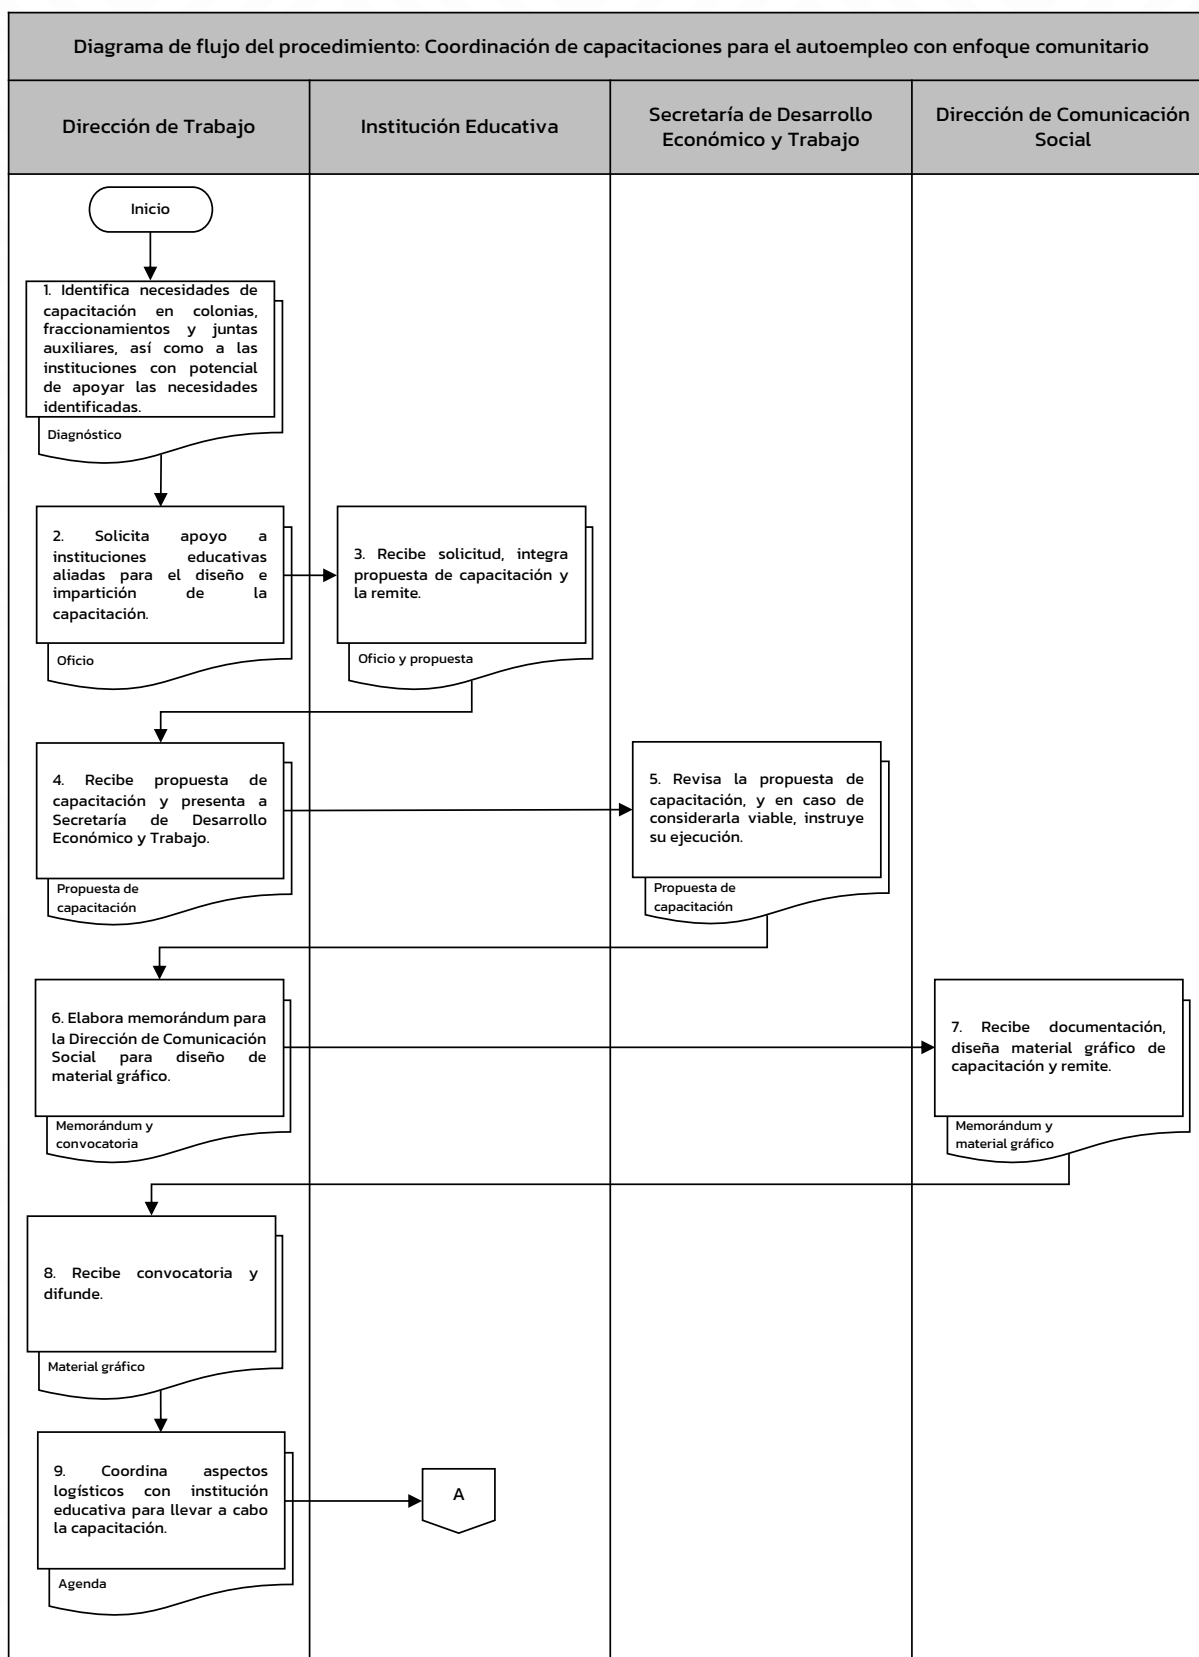 Diagrama de flujo del procedimiento: Coordinación de capacitaciones para el autoempleo con enfoque comunitario
Dirección de Trabajo
Institución Educativa
Secretaría de Desarrollo
Económico y Trabajo
Dirección de Comunicación
Social
Inicio
1. Identifica necesidades de
capacitación en colonias,
fraccionamientos y juntas
auxiliares, así como a las
instituciones con potencial
de apoyar las necesidades
identificadas.
Diagnóstico
2. Solicita apoyo a
instituciones educativas
aliadas para el diseño e
impartición de la
capacitación.
Oficio
3. Recibe solicitud, integra
propuesta de capacitación y
la remite.
Oficio y propuesta
4. Recibe propuesta de
capacitación y presenta a
Secretaría de Desarrollo
Económico y Trabajo.
Propuesta de
capacitación
5. Revisa la propuesta de
capacitación, y en caso de
considerarla viable, instruye
su ejecución.
Propuesta de
capacitación
6. Elabora memorándum para
la Dirección de Comunicación
Social para diseño de
material gráfico.
Memorándum y
convocatoria
7. Recibe documentación,
diseña material gráfico de
capacitación y remite.
Memorándum y
material gráfico
8. Recibe convocatoria y
difunde.
Material gráfico
9. Coordina aspectos
logísticos con institución
educativa para llevar a cabo
la capacitación.
Agenda
A